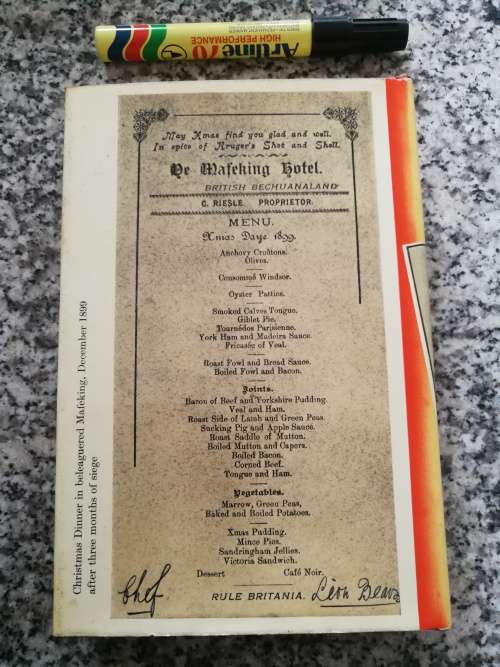 Artline 70
HIGH PERFORMANCE
May Xmas find you glad and well.
In spite of Kruger's Shot and Shell.
Ye Mafeking Hotel.
BRITISH BECHUANALAND
C. RIESLE. PROPRIETOR.
MENU.
Xmas Daye 1899.
Anchovy Croûtons.
Olives.
Consommé Windsor.
Oyster Patties.
Smoked Calves Tongue.
Giblet Pie.
Tournédos Parisienne.
York Ham and Madeira Sauce.
Fricasée of Veal.
Roast Fowl and Bread Sauce.
Boiled Fowl and Bacon.
Joints.
Baron of Beef and Yorkshire Pudding.
Veal and Ham.
Roast Side of Lamb and Green Peas.
Sucking Pig and Apple Sauce.
Roast Saddle of Mutton.
Boiled Mutton and Capers.
Boiled Bacon.
Corned Beef.
Tongue and Ham.
Vegetables.
Marrow, Green Peas,
Baked and Boiled Potatoes.
Xmas Pudding.
Mince Pies.
Sandringham Jellies.
Victoria Sandwich.
Dessert Café Noir.
RULE BRITANIA.
Chef Leon
Christmas Dinner in beleaguered Mafeking, December 1899
after three months of siege